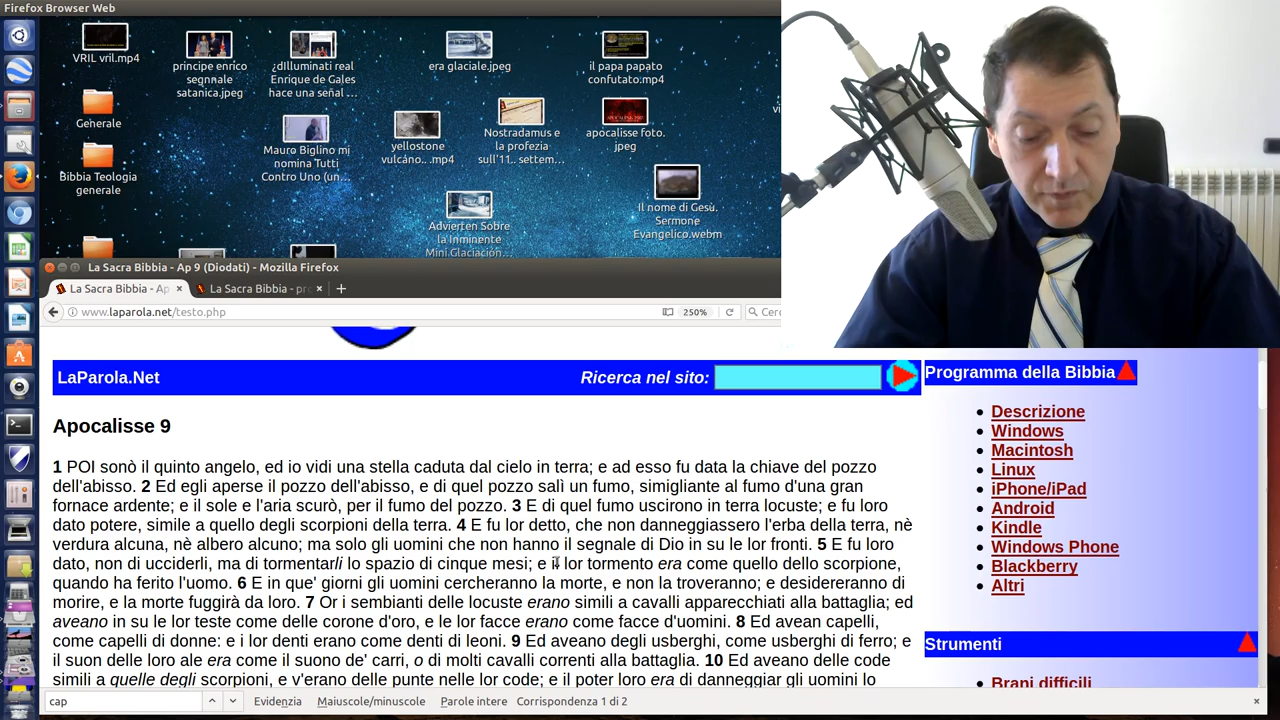 Firefox Browser Web
VRIL vril.mp4
principe enrico
segnnale
satanica.jpeg
¿dIlluminati real
Enrique de Gales
hace una señal ...
era glaciale.jpeg
il papa papato
confutato.mp4
Generale
Mauro Biglino mi
nomina Tutti
Contro Uno (un...
yellostone
vulcáno.. ..mp4
Nostradamus e
la profezia
sull'11.. settem...
apocalisse foto.
jpeg
Bibbia Teologia
generale
Advierten Sobre
la Inminente
Mini Glaciación...
Il nome di Gesù.
Sermone
Evangelico.webm
La Sacra Bibbia - Ap 9 (Diodati) - Mozilla Firefox
La Sacra Bibbia - Ap
La Sacra Bibbia - pr
www.laparola.net/testo.php
250%
Cerc
LaParola.Net
Ricerca nel sito:
Apocalisse 9
1 POI sonò il quinto angelo, ed io vidi una stella caduta dal cielo in terra; e ad esso fu data la chiave del pozzo
dell'abisso. 2 Ed egli aperse il pozzo dell'abisso, e di quel pozzo salì un fumo, simigliante al fumo d'una gran
fornace ardente; e il sole e l'aria scurò, per il fumo del pozzo. 3 E di quel fumo uscirono in terra locuste; e fu loro
dato potere, simile a quello degli scorpioni della terra. 4 E fu lor detto, che non danneggiassero l'erba della terra, nè
verdura alcuna, nè albero alcuno; ma solo gli uomini che non hanno il segnale di Dio in su le lor fronti. 5 E fu loro
dato, non di ucciderli, ma di tormentarli lo spazio di cinque mesi; e il lor tormento era come quello dello scorpione,
quando ha ferito l'uomo. 6 E in que' giorni gli uomini cercheranno la morte, e non la troveranno; e desidereranno di
morire, e la morte fuggirà da loro. 7 Or i sembianti delle locuste erano simili a cavalli apparecchiati alla battaglia; ed
aveano in su le lor teste come delle corone d'oro, e le lor facce erano come facce d'uomini. 8 Ed avean capelli,
come capelli di donne: e i lor denti erano come denti di leoni. 9 Ed aveano degli usberghi, come usberghi di ferro; e
il suon delle loro ale era come il suono de' carri, o di molti cavalli correnti alla battaglia. 10 Ed aveano delle code
simili a quelle degli scorpioni, e v'erano delle punte nelle lor code; e il poter loro era di danneggiar gli uomini lo
Programma della Bibbia
Descrizione
Windows
Macintosh
Linux
iPhone/iPad
Android
Kindle
Windows Phone
Blackberry
Altri
Strumenti
Brani difficili
cap
Evidenzia
Maiuscole/minuscole
Parole intere
Corrispondenza 1 di 2